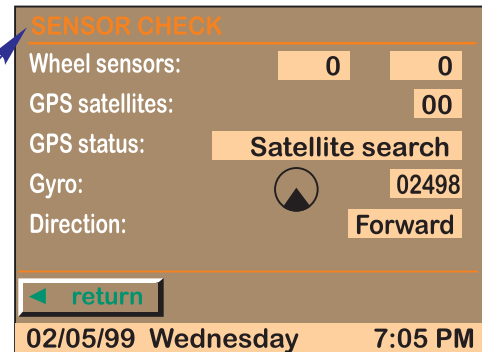 SENSOR CHECK
Wheel sensors: 0 0
GPS satellites: 00
GPS status: Satellite search
Gyro: 02498
Direction: Forward
return
02/05/99 Wednesday 7:05 PM